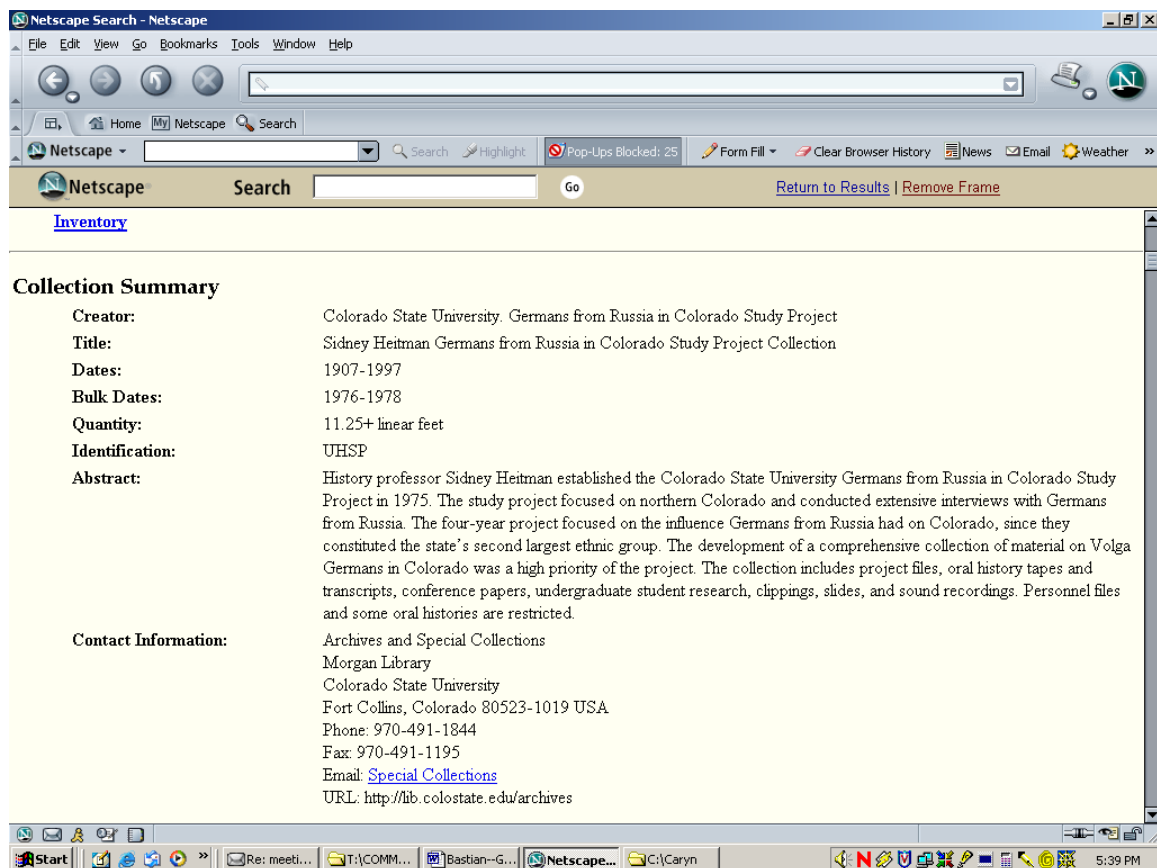 Netscape Search - Netscape
File Edit View Go Bookmarks Tools Window Help
Home My Netscape Search
Netscape Search Highlight Pop-Ups Blocked: 25 Form Fill Clear Browser History News Email Weather »
Netscape Search Go Return to Results | Remove Frame
Inventory
Collection Summary
Creator: Colorado State University. Germans from Russia in Colorado Study Project
Title: Sidney Heitman Germans from Russia in Colorado Study Project Collection
Dates: 1907-1997
Bulk Dates: 1976-1978
Quantity: 11.25+ linear feet
Identification: UHSP
Abstract: History professor Sidney Heitman established the Colorado State University Germans from Russia in Colorado Study
Project in 1975. The study project focused on northern Colorado and conducted extensive interviews with Germans
from Russia. The four-year project focused on the influence Germans from Russia had on Colorado, since they
constituted the state's second largest ethnic group. The development of a comprehensive collection of material on Volga
Germans in Colorado was a high priority of the project. The collection includes project files, oral history tapes and
transcripts, conference papers, undergraduate student research, clippings, slides, and sound recordings. Personnel files
and some oral histories are restricted.
Contact Information: Archives and Special Collections
Morgan Library
Colorado State University
Fort Collins, Colorado 80523-1019 USA
Phone: 970-491-1844
Fax: 970-491-1195
Email: Special Collections
URL: http://lib.colostate.edu/archives
Start » Re: meeti... T:\COMM... Bastian--G... Netscape... C:\Caryn 5:39 PM